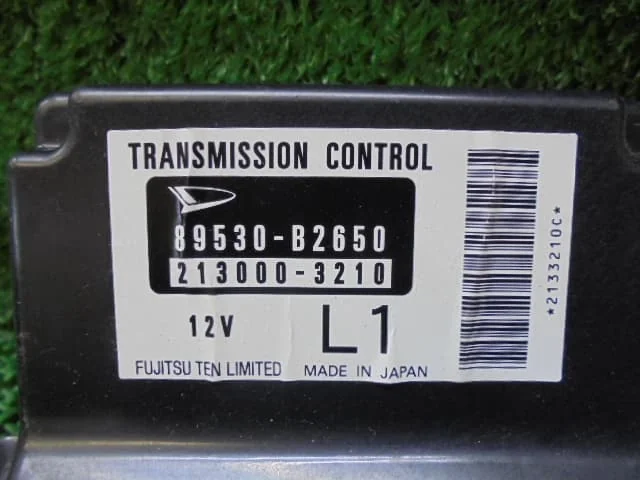 TRANSMISSION CONTROL
89530-B2650
213000-3210
12V L1
FUJITSU TEN LIMITED MADE IN JAPAN
*2133210C*